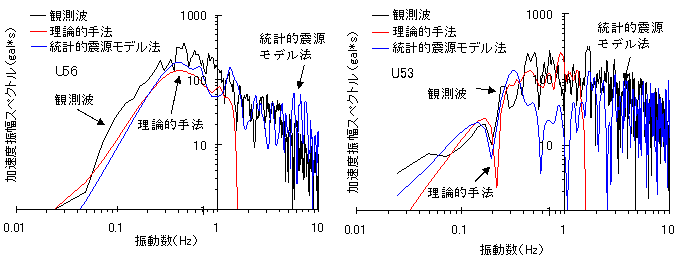 観測波
理論的手法
統計的震源モデル法
U56
1000
100
10
統計的震源
モデル法
観測波
理論的手法
加速度振幅スペクトル(gal*s)
0.01
0.1
1
10
振動数(Hz)
観測波
理論的手法
統計的震源モデル法
U53
1000
100
10
統計的震源
モデル法
観測波
理論的手法
加速度振幅スペクトル(gal*s)
0.01
0.1
1
10
振動数(Hz)